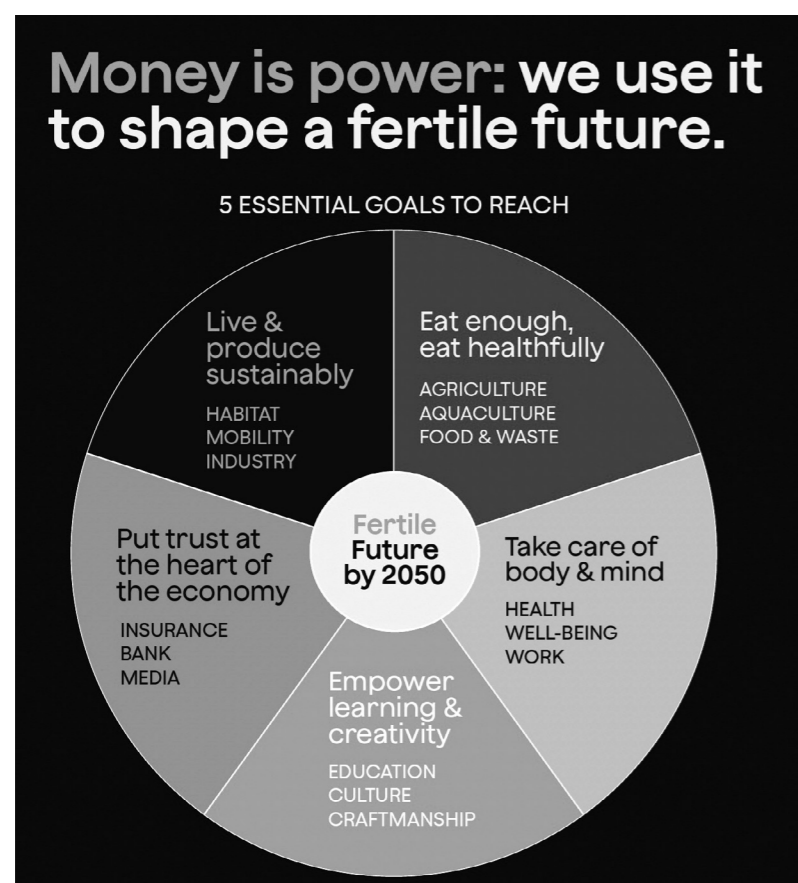 Money is power: we use it
to shape a fertile future.
5 ESSENTIAL GOALS TO REACH
Live &
produce
sustainably
HABITAT
MOBILITY
INDUSTRY
Eat enough,
eat healthfully
AGRICULTURE
AQUACULTURE
FOOD & WASTE
Put trust at
the heart of
the economy
INSURANCE
BANK
MEDIA
Fertile
Future
by 2050
Take care of
body & mind
HEALTH
WELL-BEING
WORK
Empower
learning &
creativity
EDUCATION
CULTURE
CRAFTMANSHIP